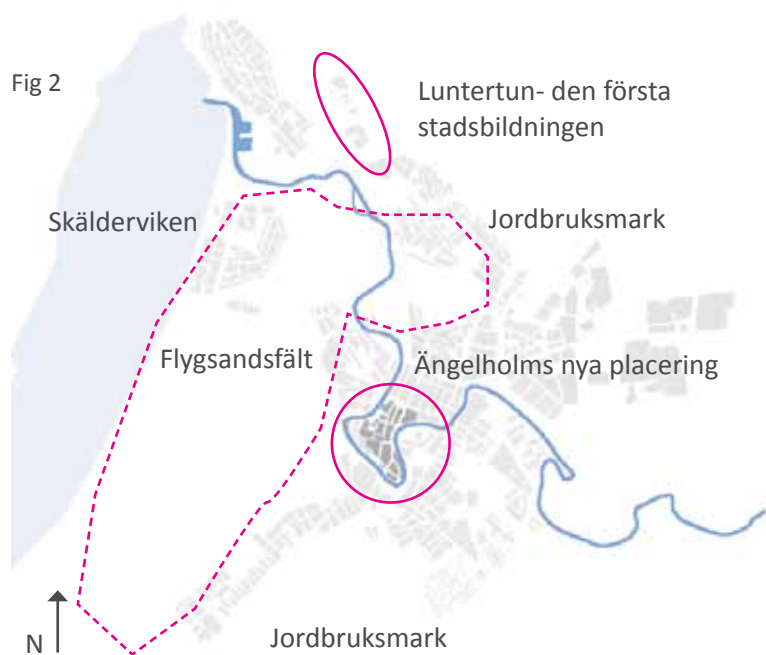 Fig 2
Luntertun- den första
stadsbildningen
Skälderviken
Jordbruksmark
Flygsandsfält
Ängelholms nya placering
N
Jordbruksmark